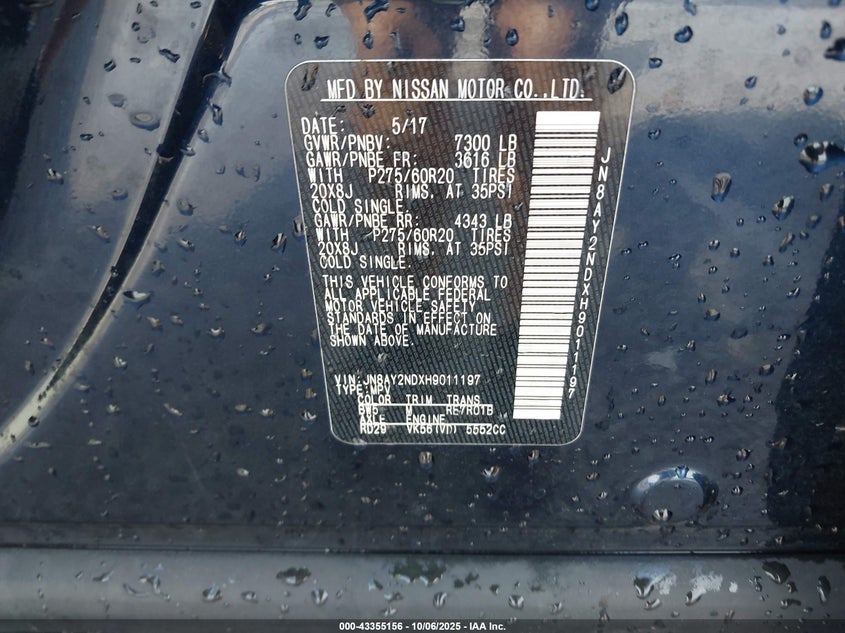 MFD BY NISSAN MOTOR CO.,LTD.
DATE: 5/17
GVWR/PNBV: 7300 LB
GAWR/PNBE FR: 3616 LB
WITH P275/60R20 TIRES
20X8J RIMS, AT 35PSI
COLD SINGLE.
GAWR/PNBE RR: 4343 LB
WITH P275/60R20 TIRES
20X8J RIMS, AT 35PSI
COLD SINGLE.
THIS VEHICLE CONFORMS TO
ALL APPLICABLE FEDERAL
MOTOR VEHICLE SAFETY
STANDARDS IN EFFECT ON
THE DATE OF MANUFACTURE
SHOWN ABOVE.
VIN:JN8AY2NDXH9011197
TYPE:MPV
COLOR TRIM TRANS
BW5 M RE7R01B
AXLE ENGINE
RD29 VK56(VD) 5552CC
JN8AY2NDXH9011197
000-43355156 - 10/06/2025 - IAA Inc.